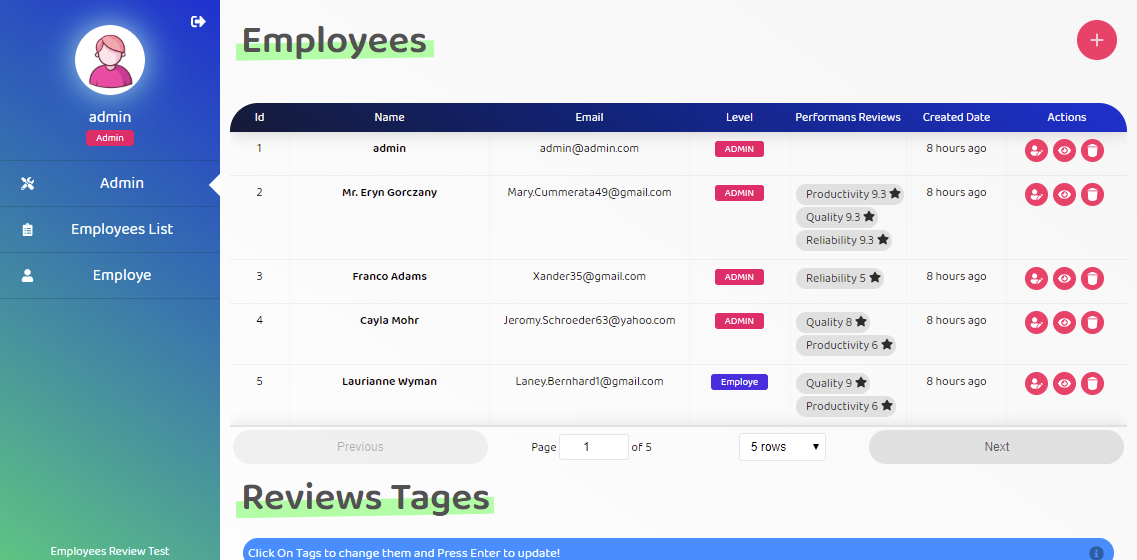 admin
Admin
Admin
Employees List
Employe
Employees Review Test
Employees
Id Name Email Level Performans Reviews Created Date Actions
1 admin admin@admin.com ADMIN 8 hours ago
2 Mr. Eryn Gorczany Mary.Cummerata49@gmail.com ADMIN Productivity 9.3 8 hours ago
Quality 9.3
Reliability 9.3
3 Franco Adams Xander35@gmail.com ADMIN Reliability 5 8 hours ago
4 Cayla Mohr Jeromy.Schroeder63@yahoo.com ADMIN Quality 8 8 hours ago
Productivity 6
5 Laurianne Wyman Laney.Bernhard1@gmail.com Employe Quality 9 8 hours ago
Productivity 6
Previous Page 1 of 5 5 rows Next
Reviews Tages
Click On Tags to change them and Press Enter to update!